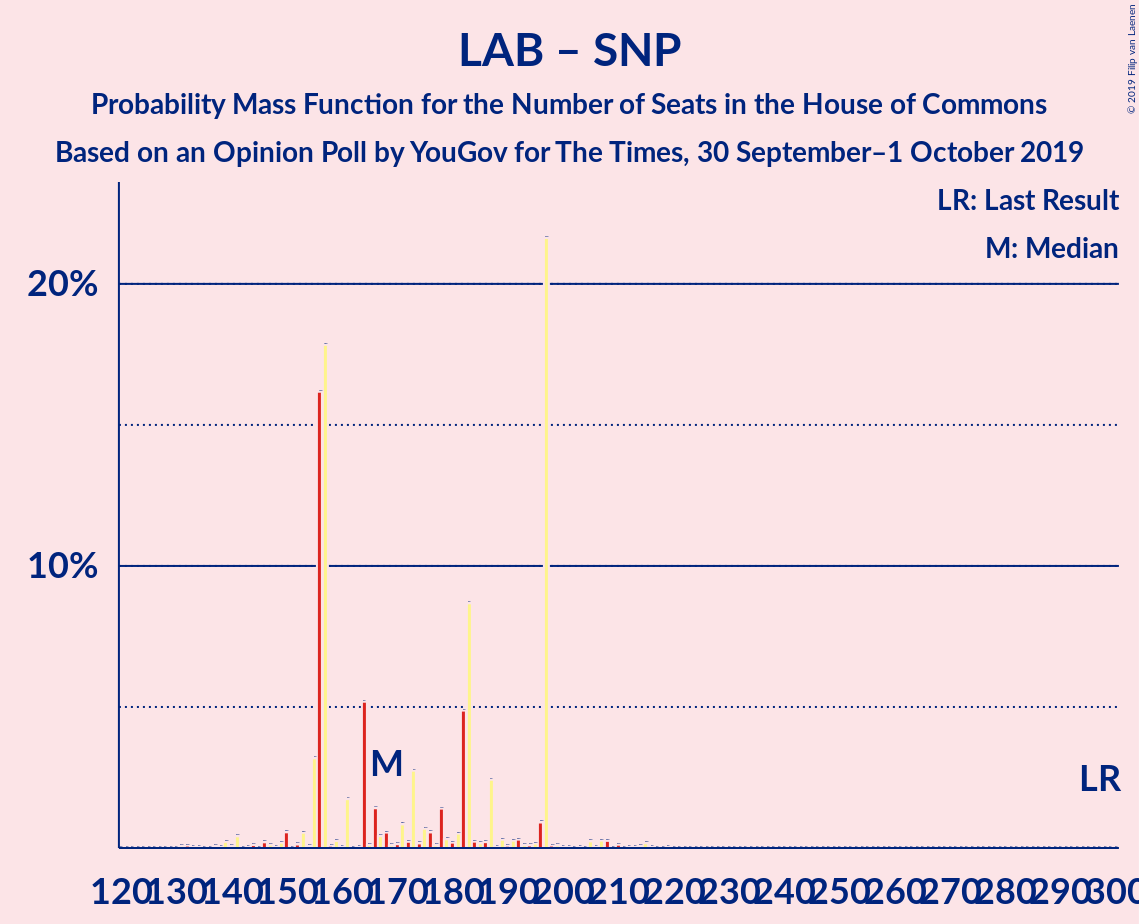 LAB – SNP
Probability Mass Function for the Number of Seats in the House of Commons
Based on an Opinion Poll by YouGov for The Times, 30 September–1 October 2019
© 2019 Filip van Laenen
LR: Last Result
M: Median
20%
10%
M
LR
120 130 140 150 160 170 180 190 200 210 220 230 240 250 260 270 280 290 300